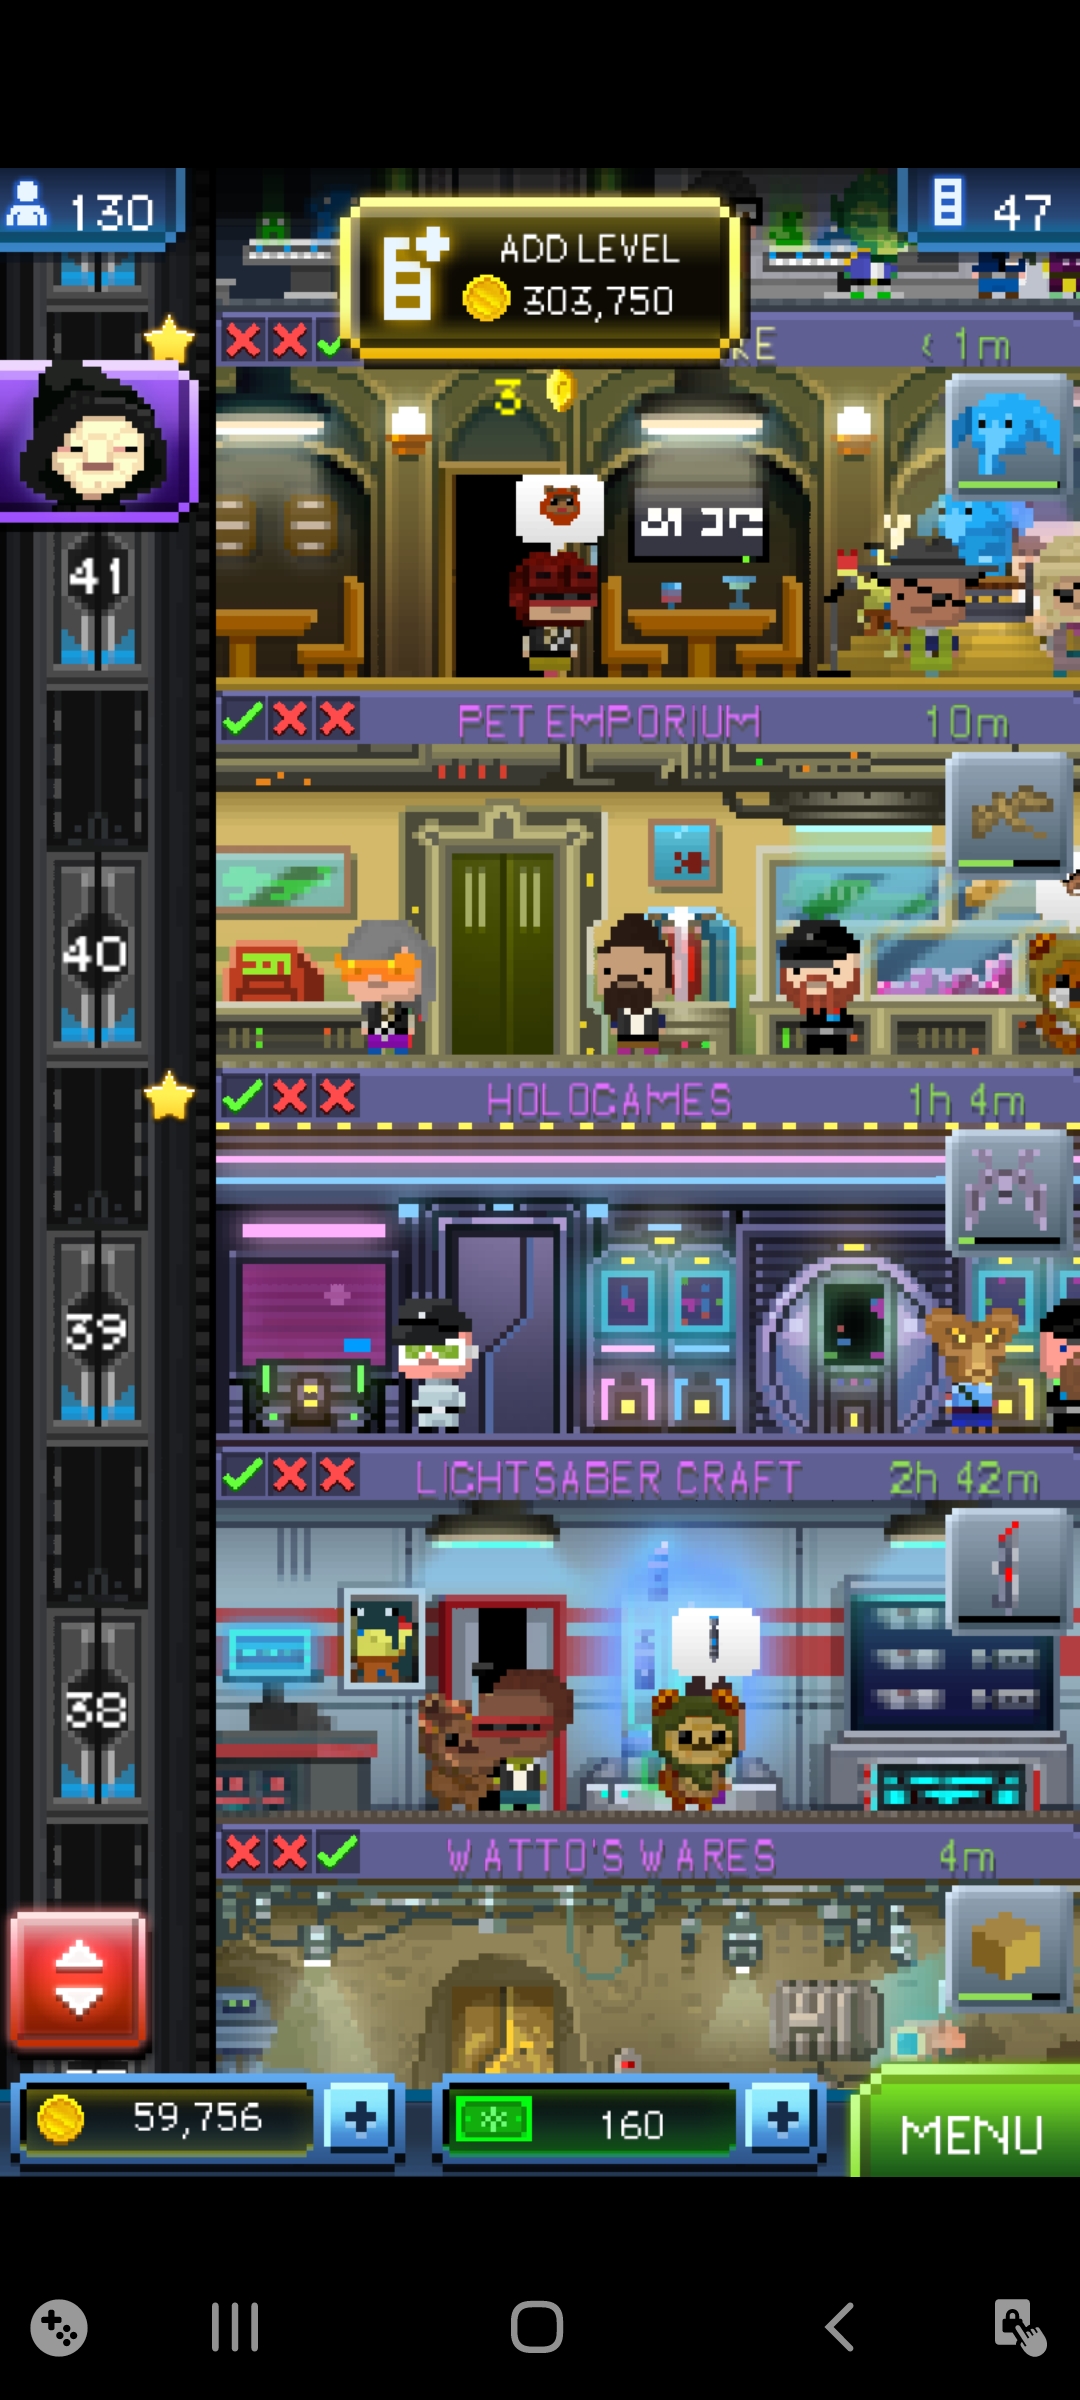 130
47
ADD LEVEL
303,750
KE
< 1m
3
41
PET EMPORIUM
10m
40
HOLOGAMES
1h 4m
39
LIGHTSABER CRAFT
2h 42m
38
WATTO'S WARES
4m
59,756
160
MENU